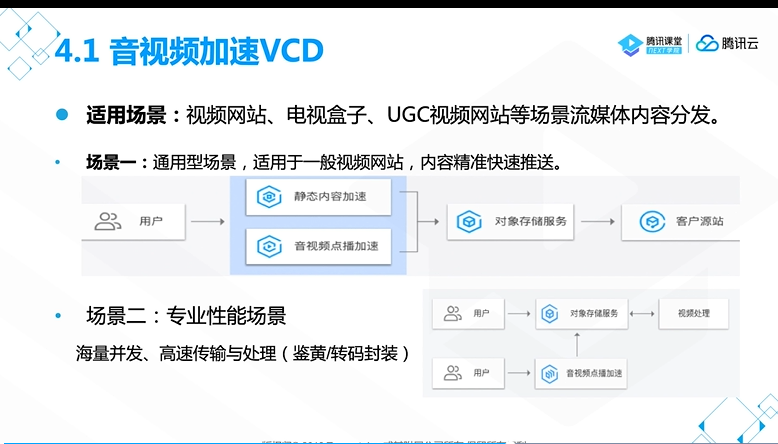 4.1 音视频加速VCD
腾讯课堂
NEXT学院
腾讯云
适用场景：视频网站、电视盒子、UGC视频网站等场景流媒体内容分发。
场景一：通用型场景，适用于一般视频网站，内容精准快速推送。
用户
静态内容加速
音视频点播加速
对象存储服务
客户源站
场景二：专业性能场景
海量并发、高速传输与处理（鉴黄/转码封装）
用户
对象存储服务
视频处理
用户
音视频点播加速